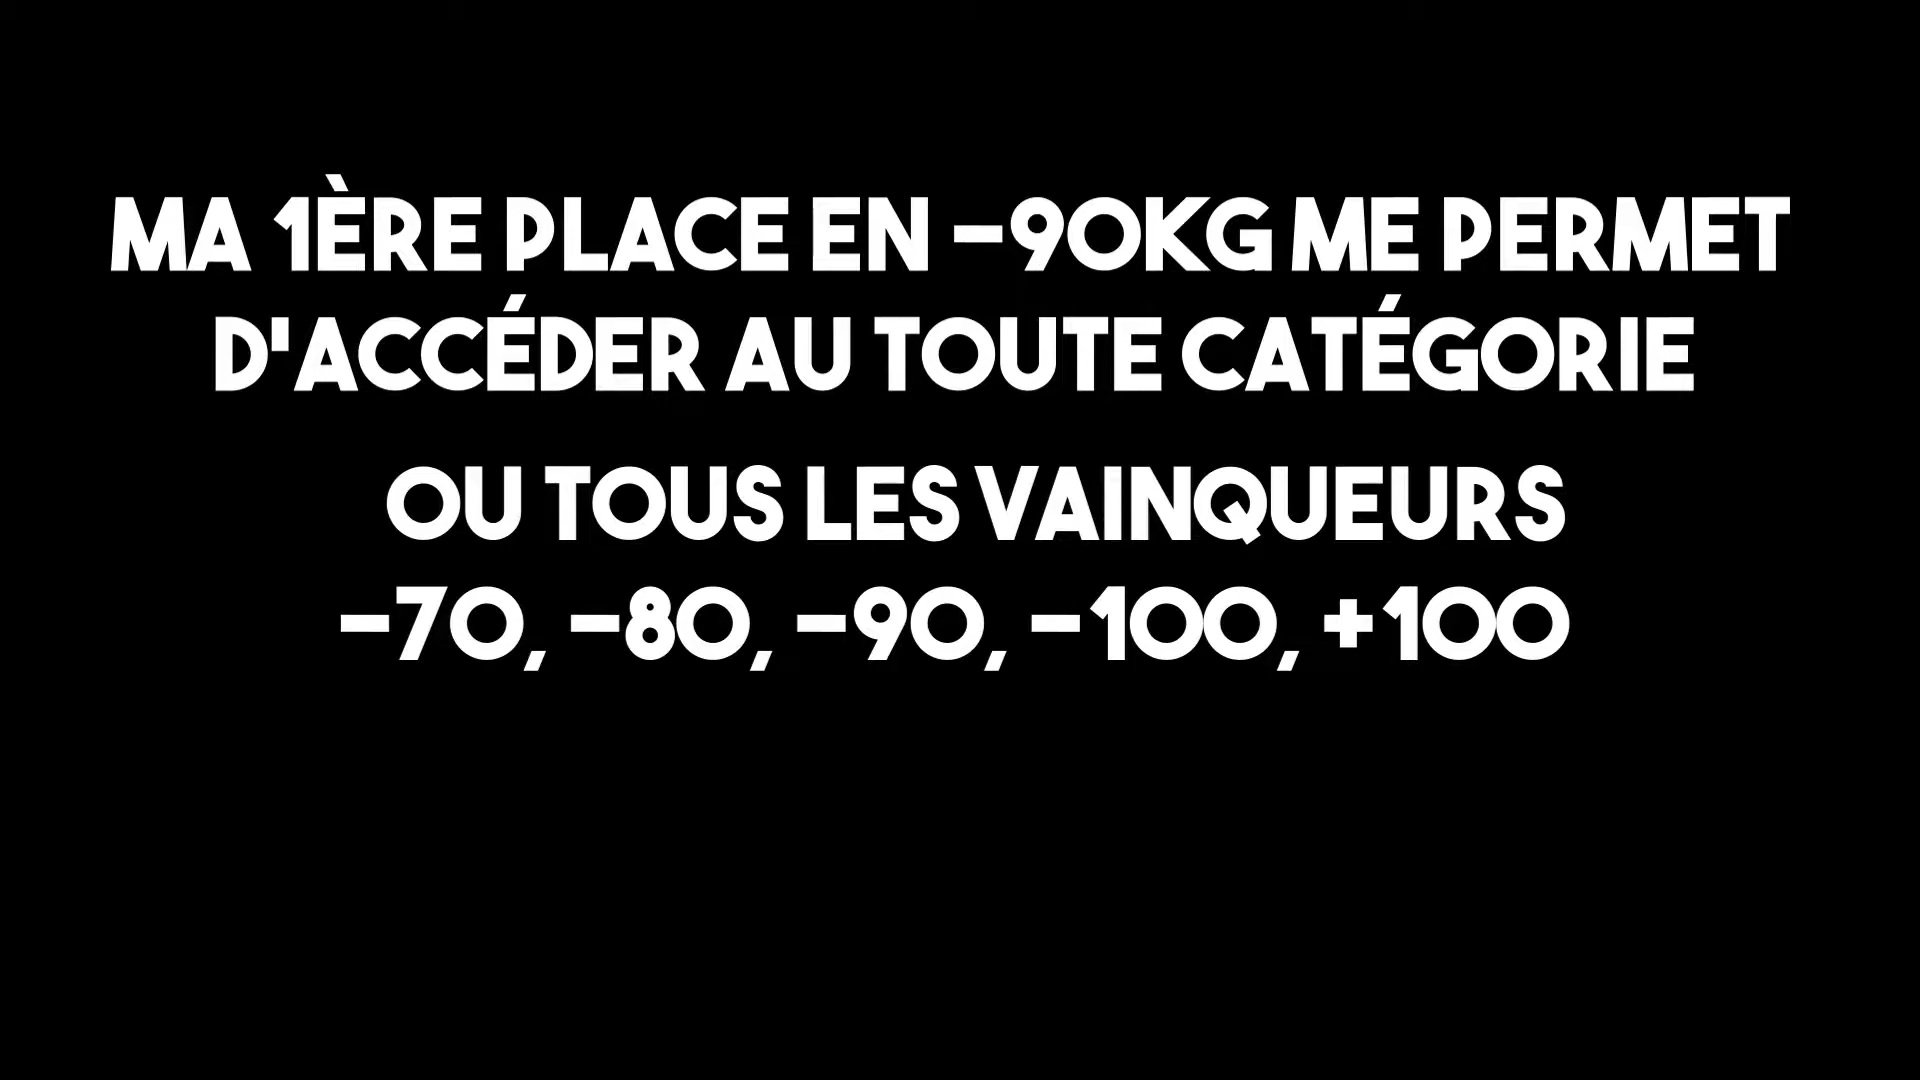 MA 1ÈRE PLACE EN -90KG ME PERMET
D'ACCÉDER AU TOUTE CATÉGORIE
OU TOUS LES VAINQUEURS
-70, -80, -90, -100, +100